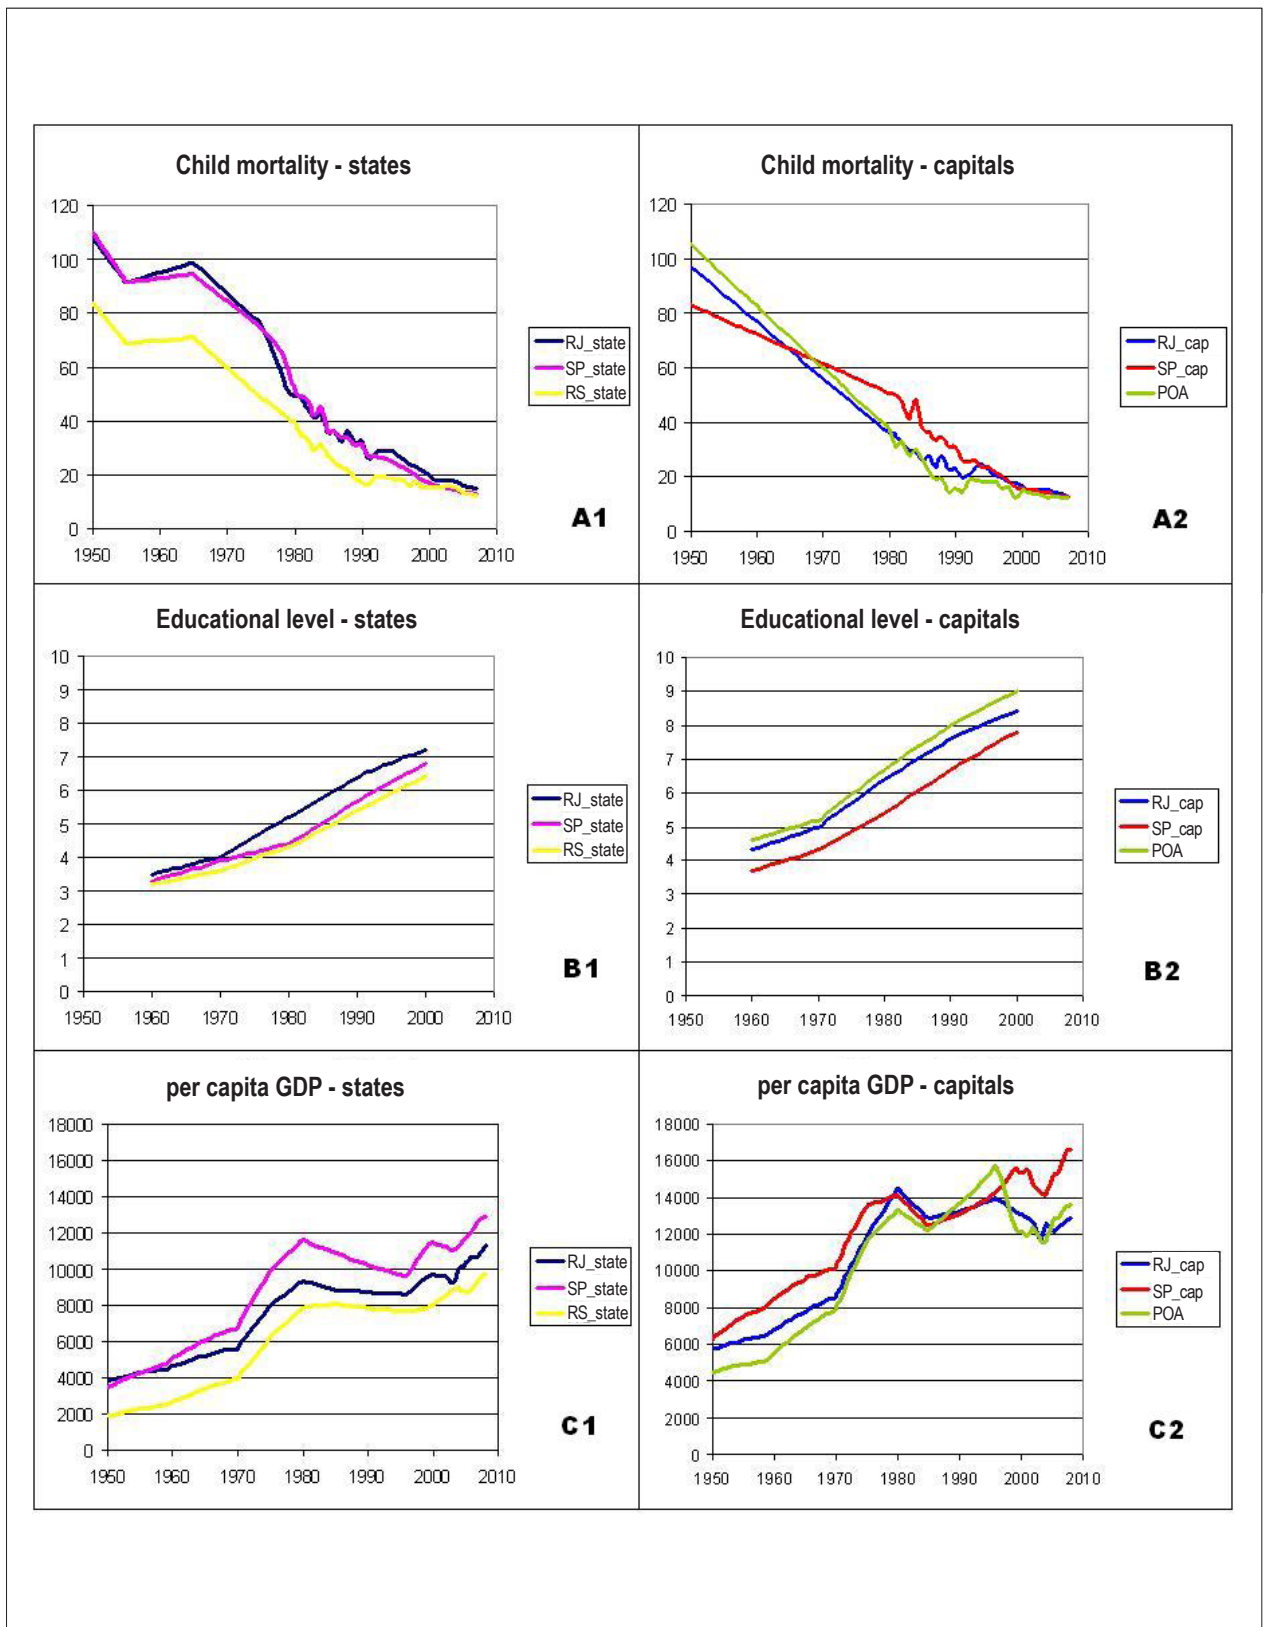 Child mortality - states
120
100
80
60
40
20
0
1950 1960 1970 1980 1990 2000 2010
RJ_state
SP_state
RS_state
A1
Child mortality - capitals
120
100
80
60
40
20
0
1950 1960 1970 1980 1990 2000 2010
RJ_cap
SP_cap
POA
A2
Educational level - states
10
9
8
7
6
5
4
3
2
1
0
1950 1960 1970 1980 1990 2000 2010
RJ_state
SP_state
RS_state
B1
Educational level - capitals
10
9
8
7
6
5
4
3
2
1
0
1950 1960 1970 1980 1990 2000 2010
RJ_cap
SP_cap
POA
B2
per capita GDP - states
18000
16000
14000
12000
10000
8000
6000
4000
2000
0
1950 1960 1970 1980 1990 2000 2010
RJ_state
SP_state
RS_state
C1
per capita GDP - capitals
18000
16000
14000
12000
10000
8000
6000
4000
2000
0
1950 1960 1970 1980 1990 2000 2010
RJ_cap
SP_cap
POA
C2